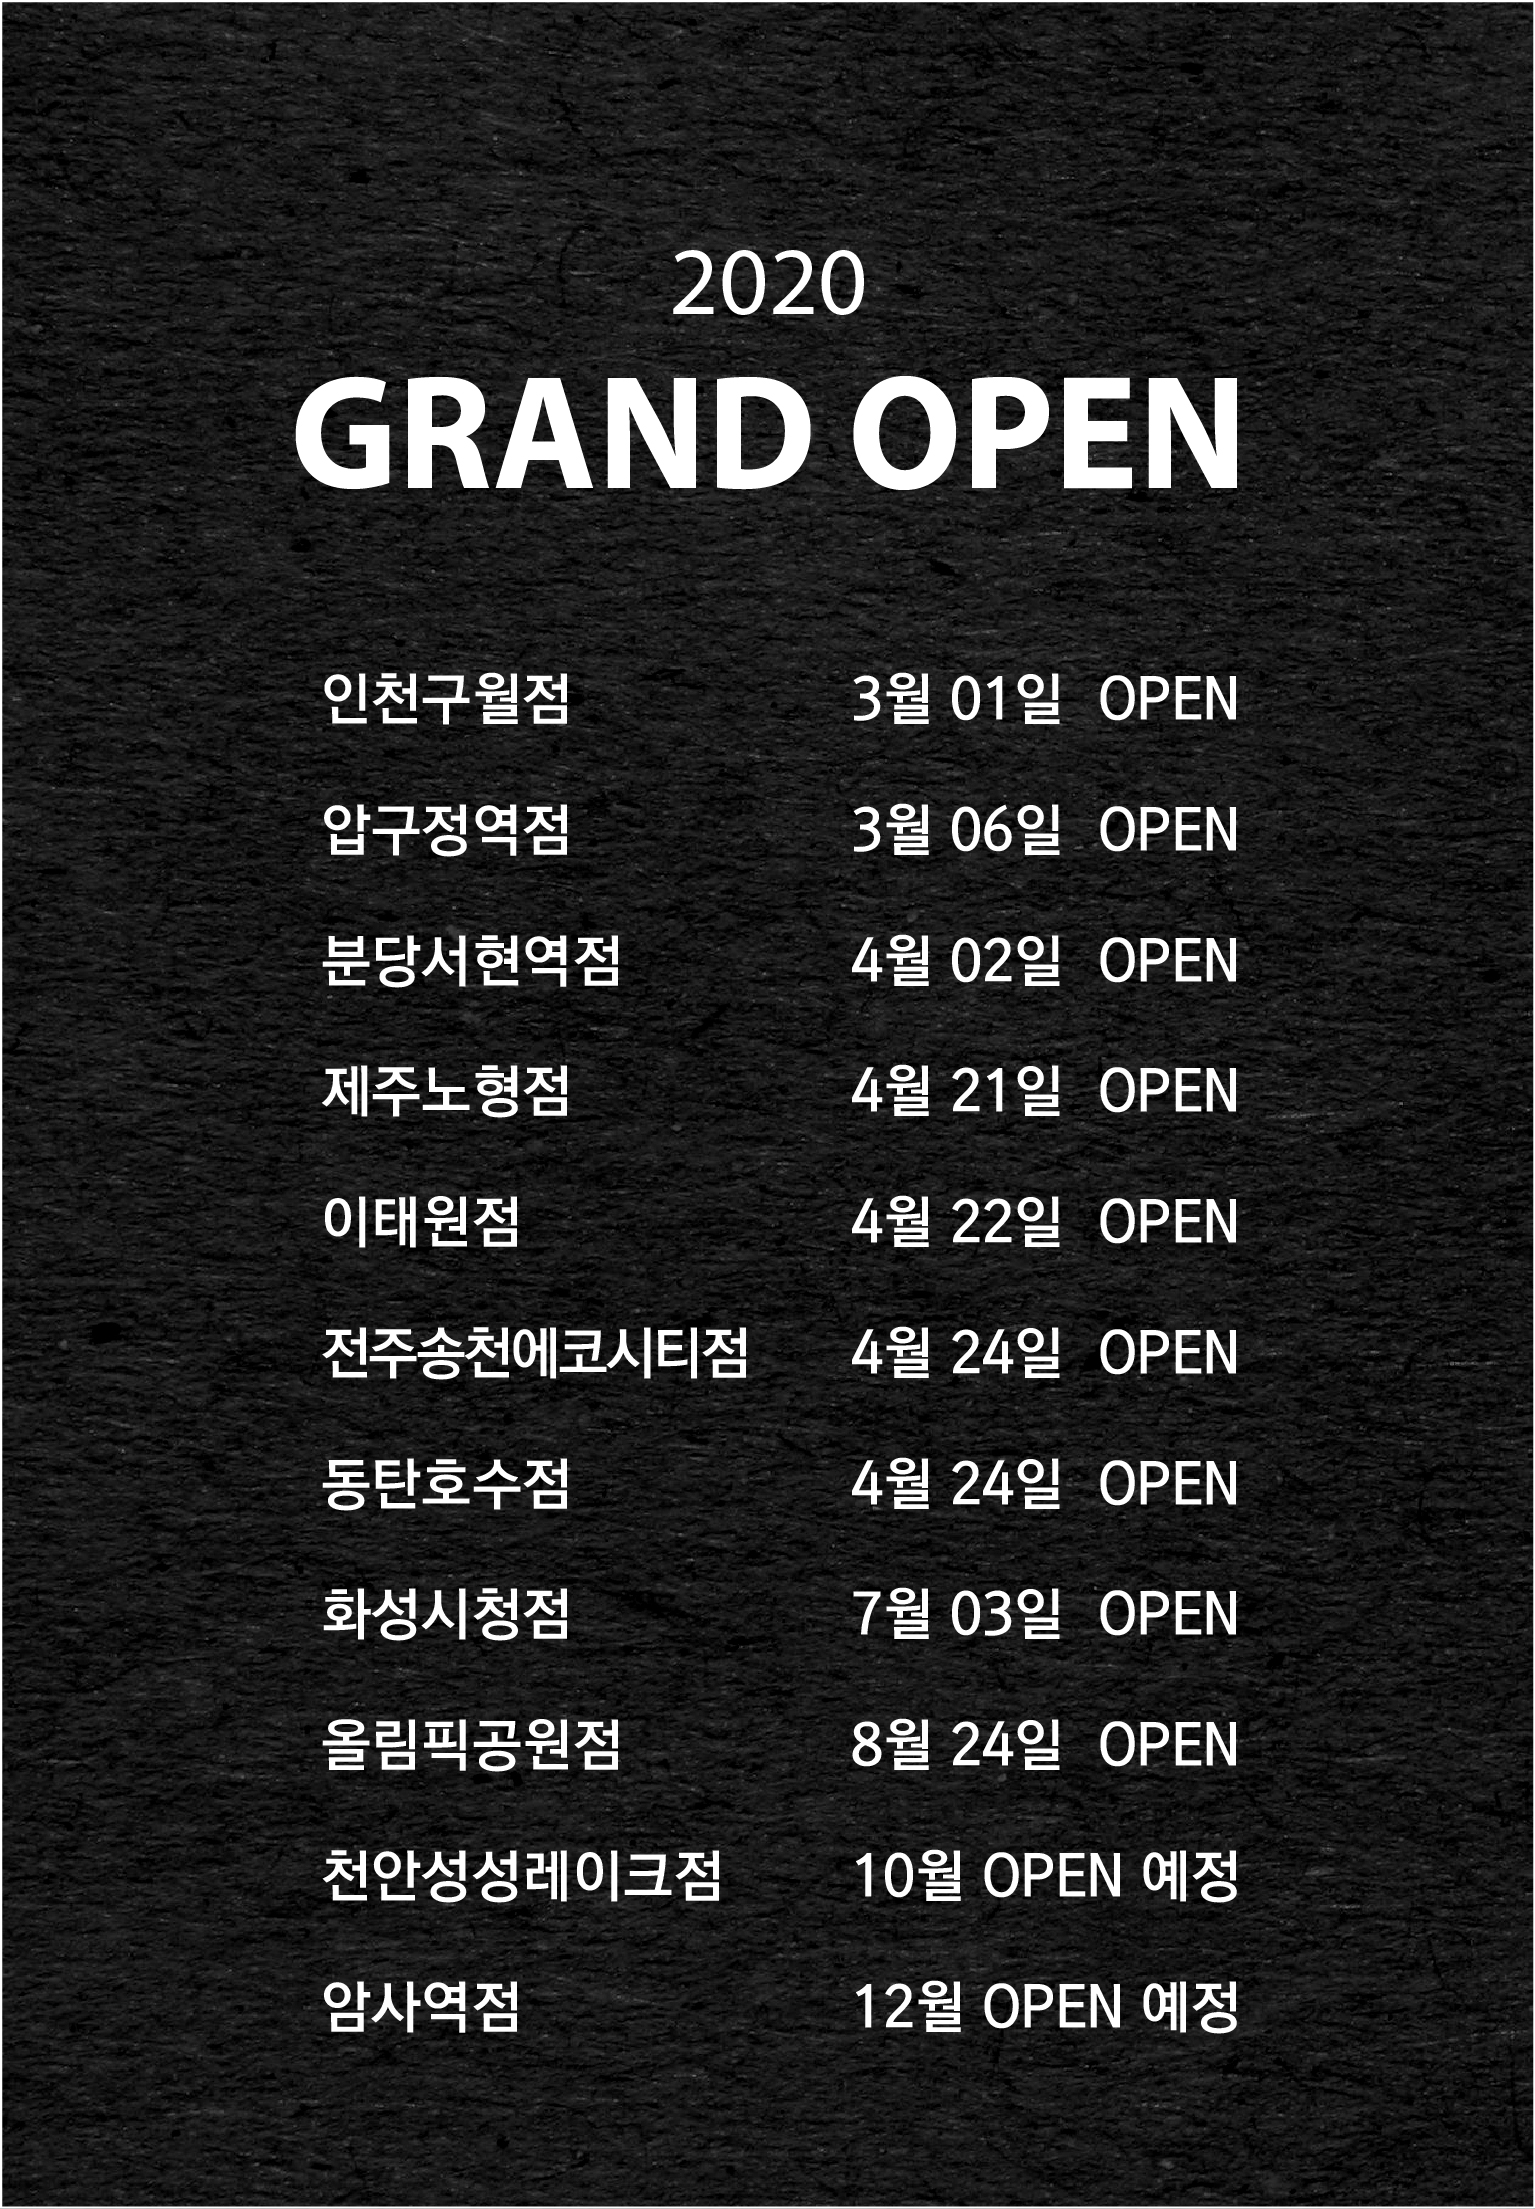 2020
GRAND OPEN
인천구월점 3월 01일 OPEN
압구정역점 3월 06일 OPEN
분당서현역점 4월 02일 OPEN
제주노형점 4월 21일 OPEN
이태원점 4월 22일 OPEN
전주송천에코시티점 4월 24일 OPEN
동탄호수점 4월 24일 OPEN
화성시청점 7월 03일 OPEN
올림픽공원점 8월 24일 OPEN
천안성성레이크점 10월 OPEN 예정
암사역점 12월 OPEN 예정